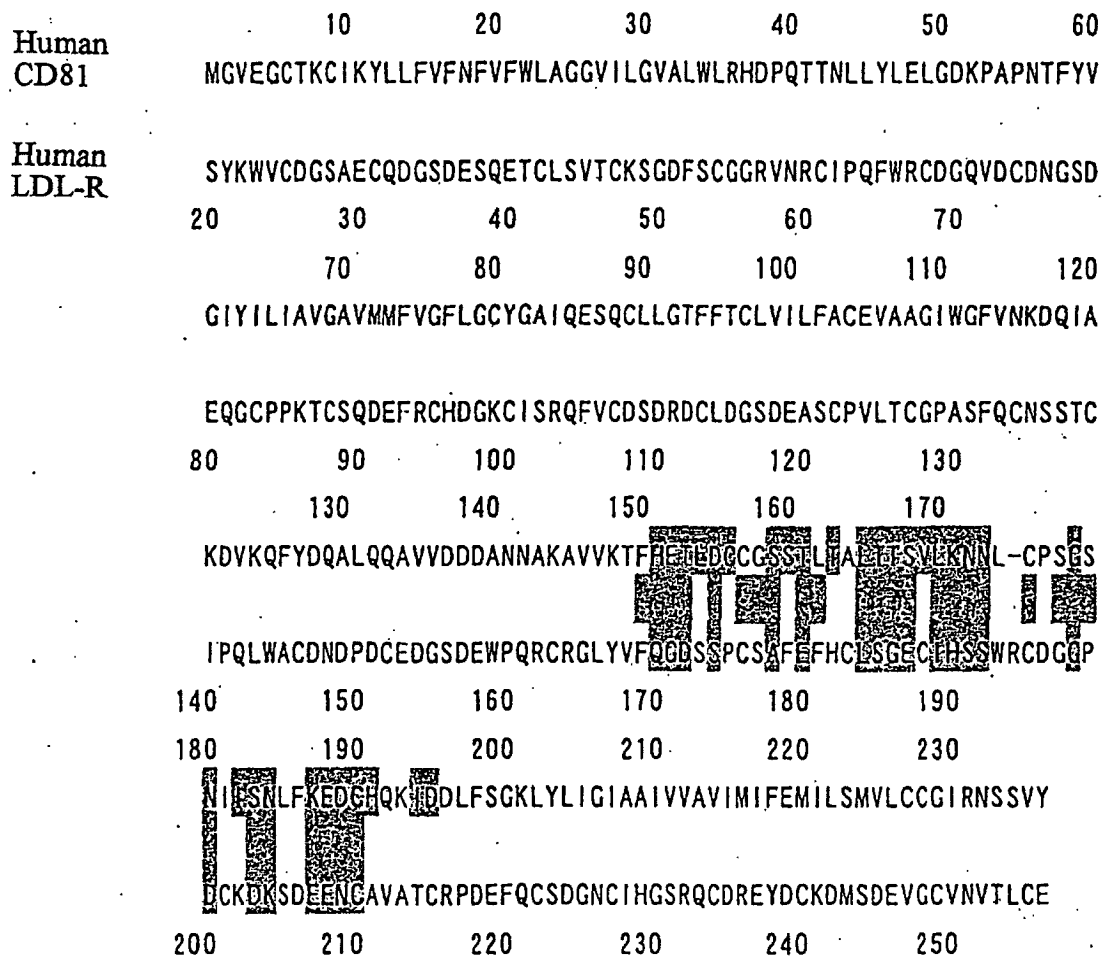 10 20 30 40 50 60
Human CD81 MGVEGCTKCIKYLLFVFNFVFWLAGGVILGVALWLRHDPQTTNLLYLELGDKPAPNTFYV
Human LDL-R SYKWVCDGSAECQDGSDESQETCLSVTCKSGDFSCGGRVNRCIPQFWRCDGQVDCDNGSD
20 30 40 50 60 70
70 80 90 100 110 120
GIYILIAVGAVMMFVGFLGCYGAIQESQCLLGTFFTCLVILFACEVAAGIWGFVNKDQIA
EQGCPPKTCSQDEFRCHDGKCISRQFVCDSDRDCLDGSDEASCPVLTCGPASFQCNSSTC
80 90 100 110 120 130
130 140 150 160 170
KDVKQFYDQALQQAVVDDDANNAKAVVKTFHETLDCCGSSTLTALTTSVLKNNL-CPSGS
IPQLWACDNDPDCEDGSDEWPQRCRGLYVFQGDSSPCSAFEFHCLSGECIHSSWRCDGGP
140 150 160 170 180 190
180 190 200 210 220 230
NIISNLFKEDCHQKIDDLFSGKLYLIGIAAIVVAVIMIFEMILSMVLCCGIRNSSVY
DCKDKSDEENCAVATCRPDEFQCSDGNCIHGSRQCDREYDCKDMSDEVGCVNVTLCE
200 210 220 230 240 250